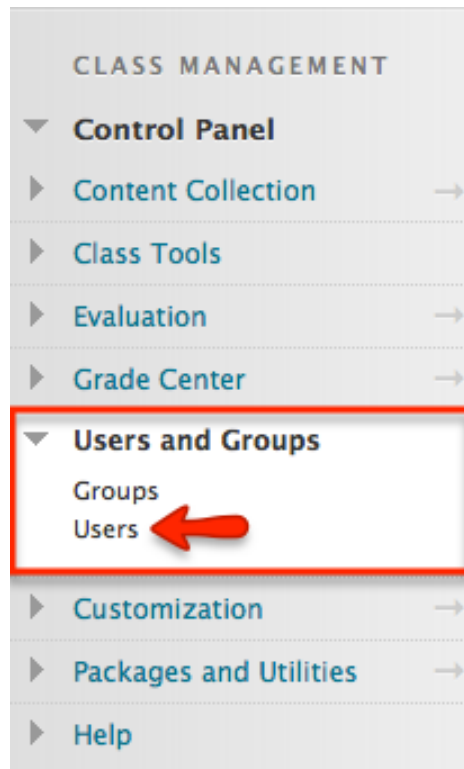 CLASS MANAGEMENT
Control Panel
Content Collection
Class Tools
Evaluation
Grade Center
Users and Groups
Groups
Users
Customization
Packages and Utilities
Help